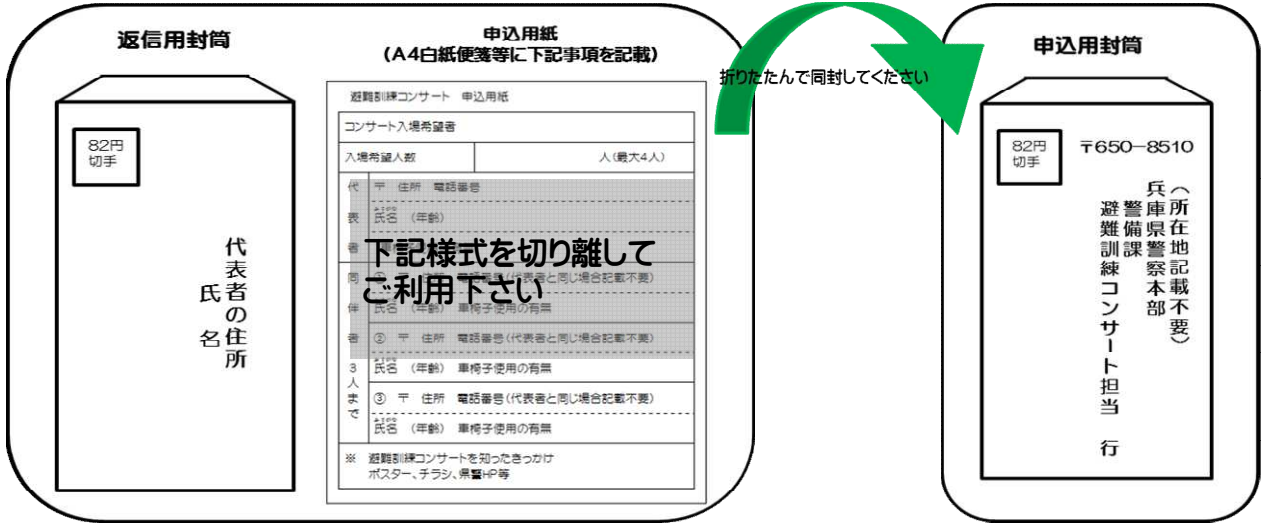 返信用封筒
82円
切手
代表者の住所
氏名
申込用紙
(A4白紙便箋等に下記事項を記載)
避難訓練コンサート 申込用紙
コンサート入場希望者
入場希望人数 人(最大4人)
代表者
〒 住所 電話番号
氏名 (年齢)
下記様式を切り離して
ご利用下さい
同伴者3人まで
① 〒 住所 電話番号(代表者と同じ場合記載不要)
氏名 (年齢) 車椅子使用の有無
② 〒 住所 電話番号(代表者と同じ場合記載不要)
氏名 (年齢) 車椅子使用の有無
③ 〒 住所 電話番号(代表者と同じ場合記載不要)
氏名 (年齢) 車椅子使用の有無
※ 避難訓練コンサートを知ったきっかけ
ポスター、チラシ、県警HP等
折りたたんで同封してください
申込用封筒
82円
切手
〒650-8510
(所在地記載不要)
兵庫県警察本部
警備課
避難訓練コンサート担当 行